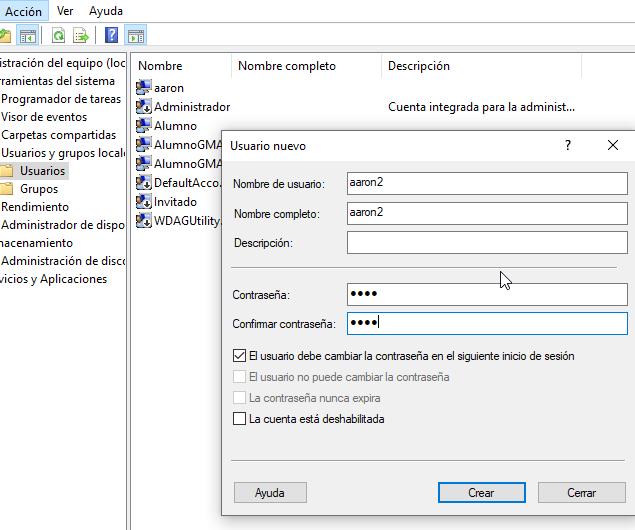 Acción Ver Ayuda
Nombre Nombre completo Descripción
istración del equipo (loc
rramientas del sistema
Programador de tareas
Visor de eventos
Carpetas compartidas
Usuarios y grupos locale
Usuarios
Grupos
Rendimiento
Administrador de dispo
macenamiento
Administración de disco
vicios y Aplicaciones
aaron
Administrador Cuenta integrada para la administ...
Alumno
AlumnoGMA
AlumnoGMA
DefaultAcco.
Invitado
WDAGUtility.
Usuario nuevo ? ×
Nombre de usuario: aaron2
Nombre completo: aaron2
Descripción:
Contraseña: ●●●●
Confirmar contraseña: ●●●●
El usuario debe cambiar la contraseña en el siguiente inicio de sesión
El usuario no puede cambiar la contraseña
La contraseña nunca expira
La cuenta está deshabilitada
Ayuda Crear Cerrar